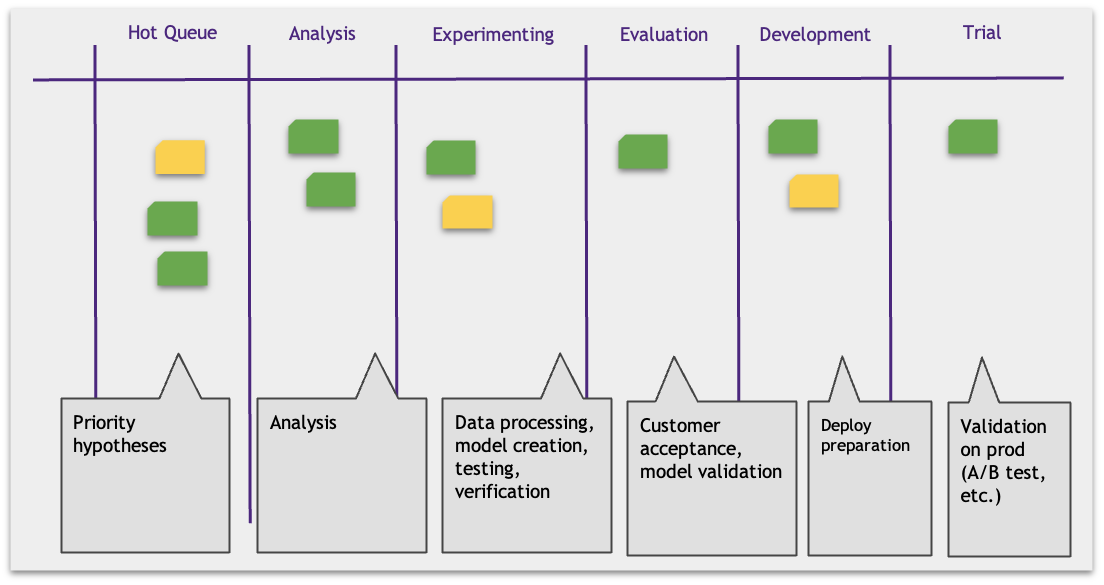 Hot Queue
Analysis
Experimenting
Evaluation
Development
Trial
Priority
hypotheses
Analysis
Data processing,
model creation,
testing,
verification
Customer
acceptance,
model validation
Deploy
preparation
Validation
on prod
(A/B test,
etc.)